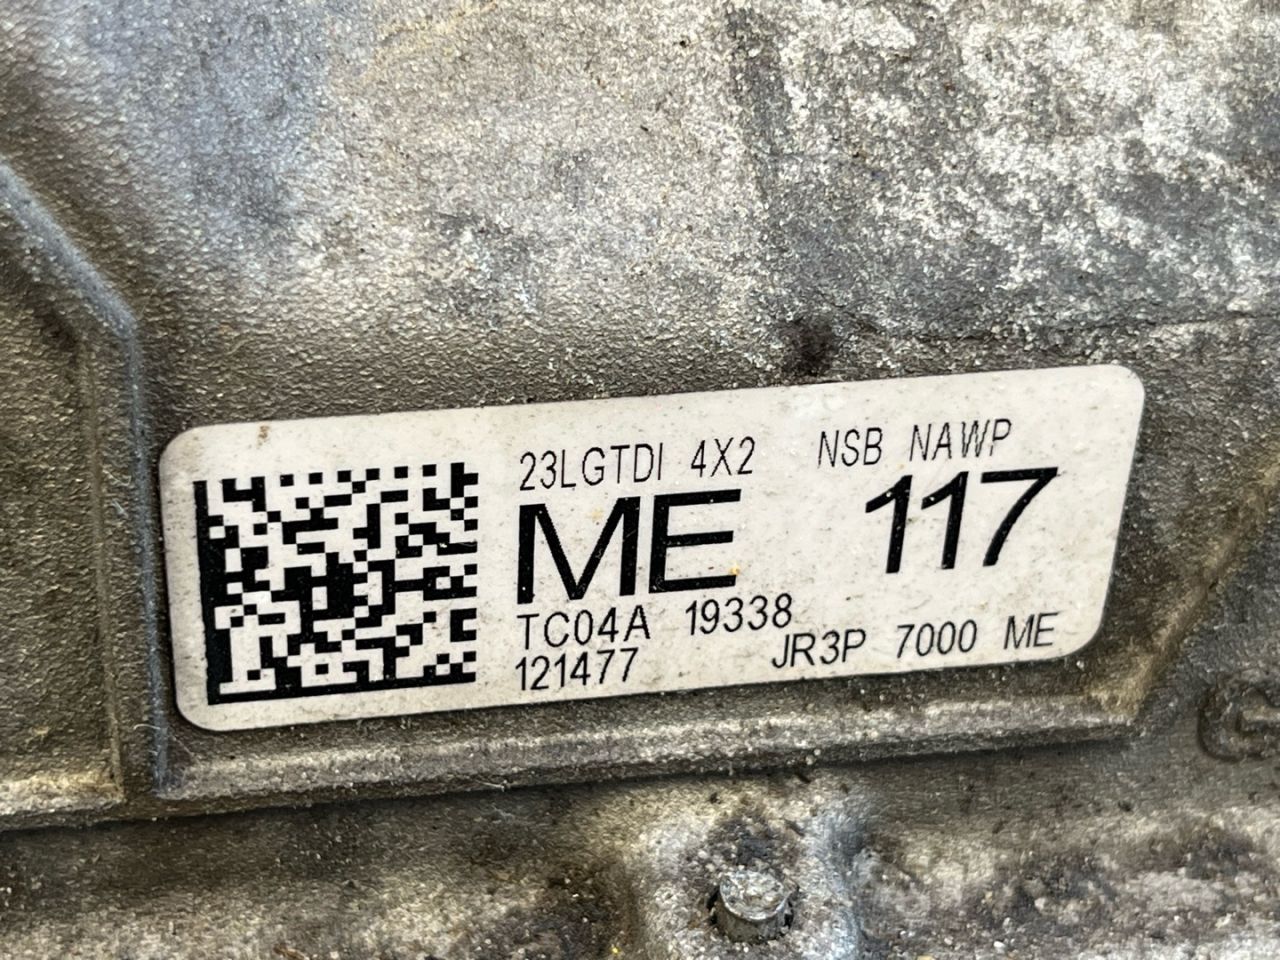 23LGTDI 4X2 NSB NAWP
ME 117
TC04A 19338
121477 JR3P 7000 ME